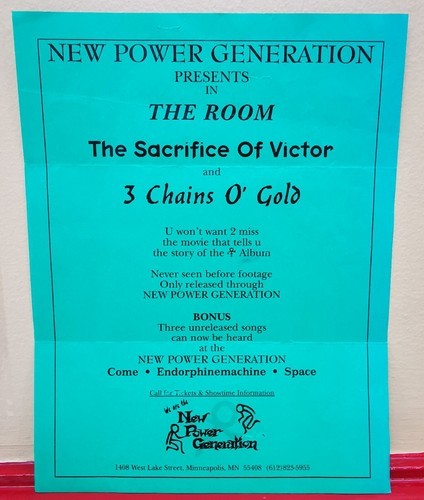 NEW POWER GENERATION
PRESENTS
IN
THE ROOM
The Sacrifice Of Victor
and
3 Chains O' Gold
U won't want 2 miss
the movie that tells u
the story of the Album
Never seen before footage
Only released through
NEW POWER GENERATION
BONUS
Three unreleased songs
can now be heard
at the
NEW POWER GENERATION
Come • Endorphinemachine • Space
Call for Tickets & Showtime Information
We are the
New
Power
Generation
1408 West Lake Street, Minneapolis, MN 55408 (612)823-5955